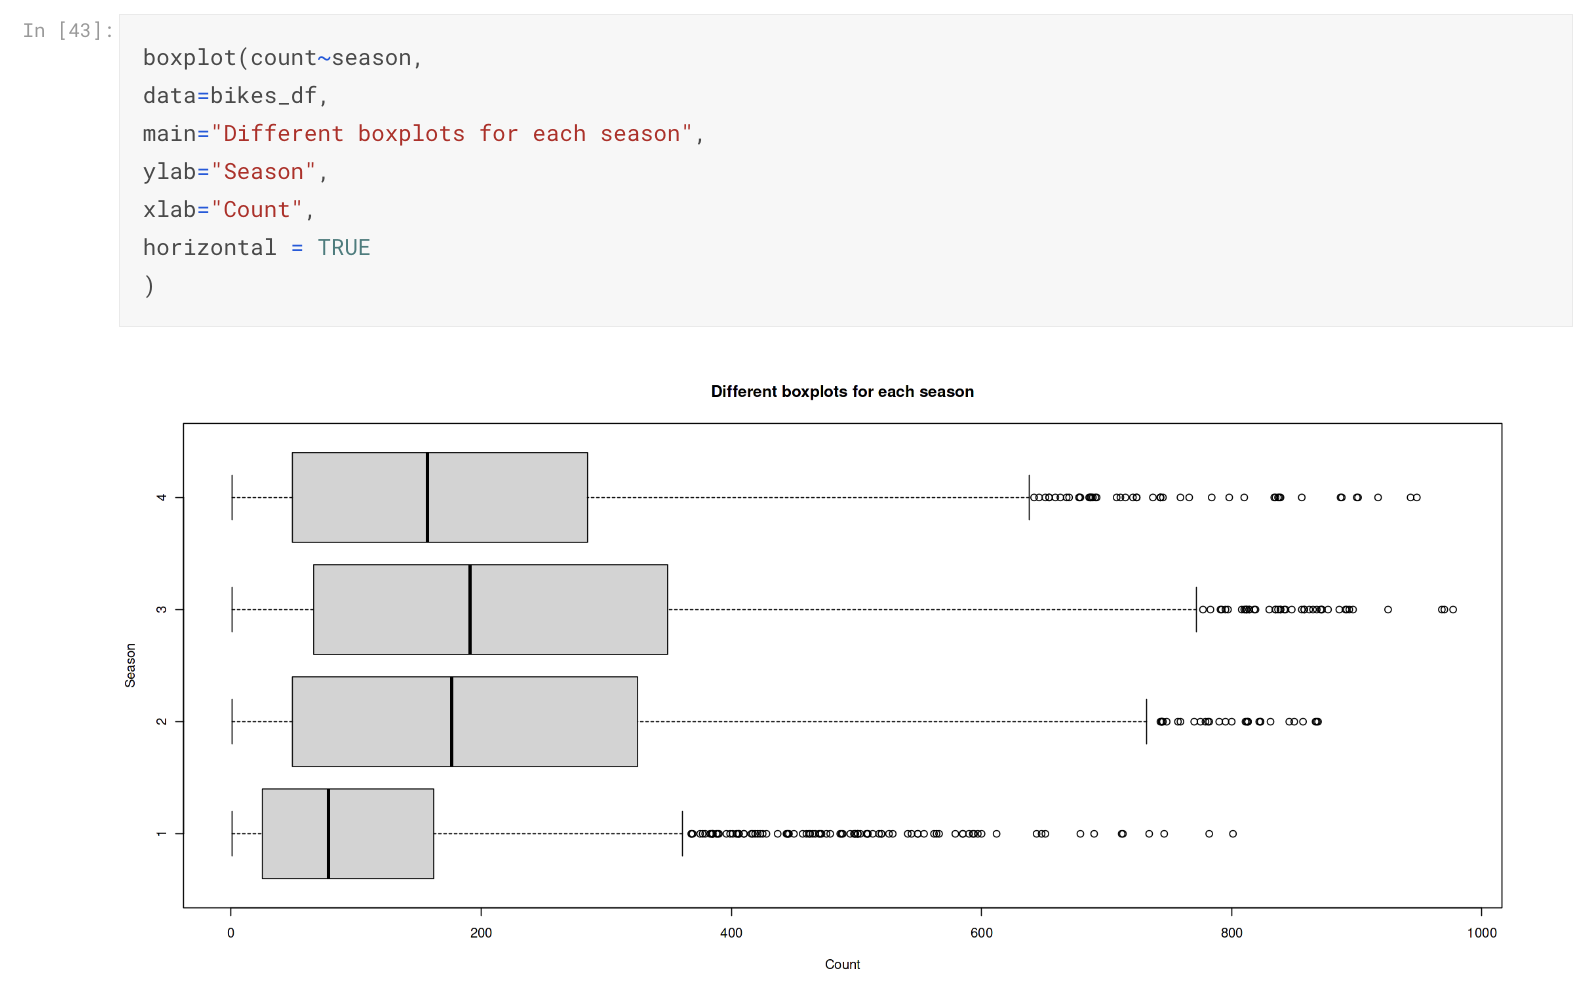 In [43]:
boxplot(count~season,
data=bikes_df,
main="Different boxplots for each season",
ylab="Season",
xlab="Count",
horizontal = TRUE
)
Different boxplots for each season
4
3
Season
2
1
0 200 400 600 800 1000
Count